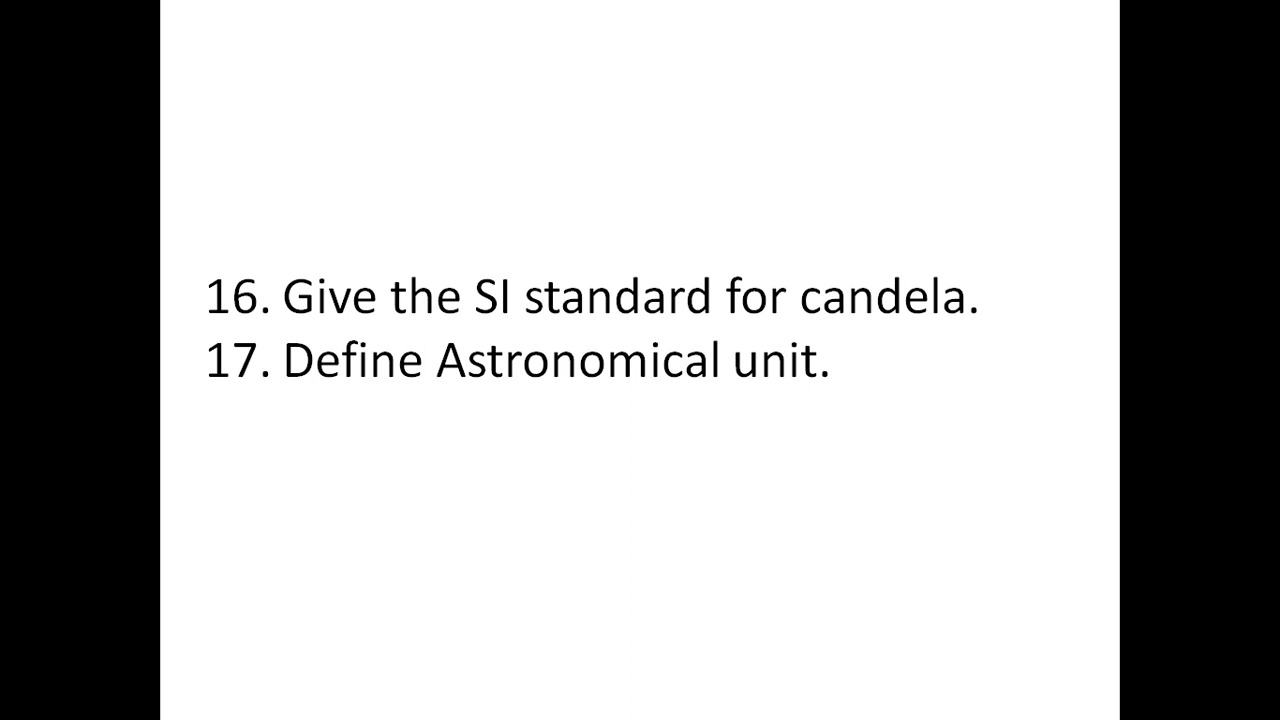 16. Give the SI standard for candela.
17. Define Astronomical unit.